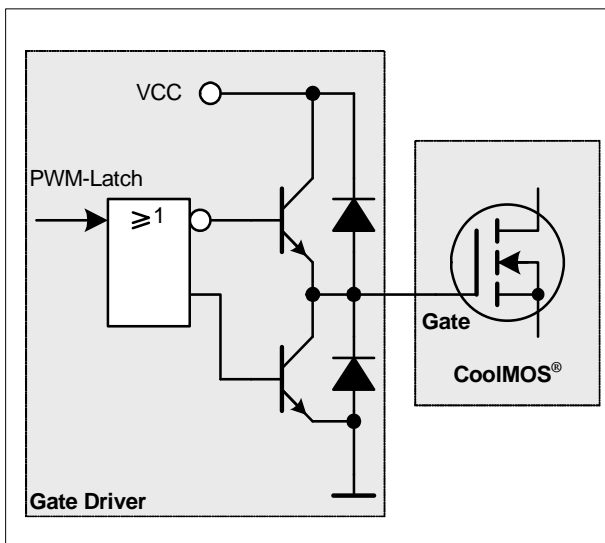 VCC
PWM-Latch
≥1
Gate
CoolMOS®
Gate Driver